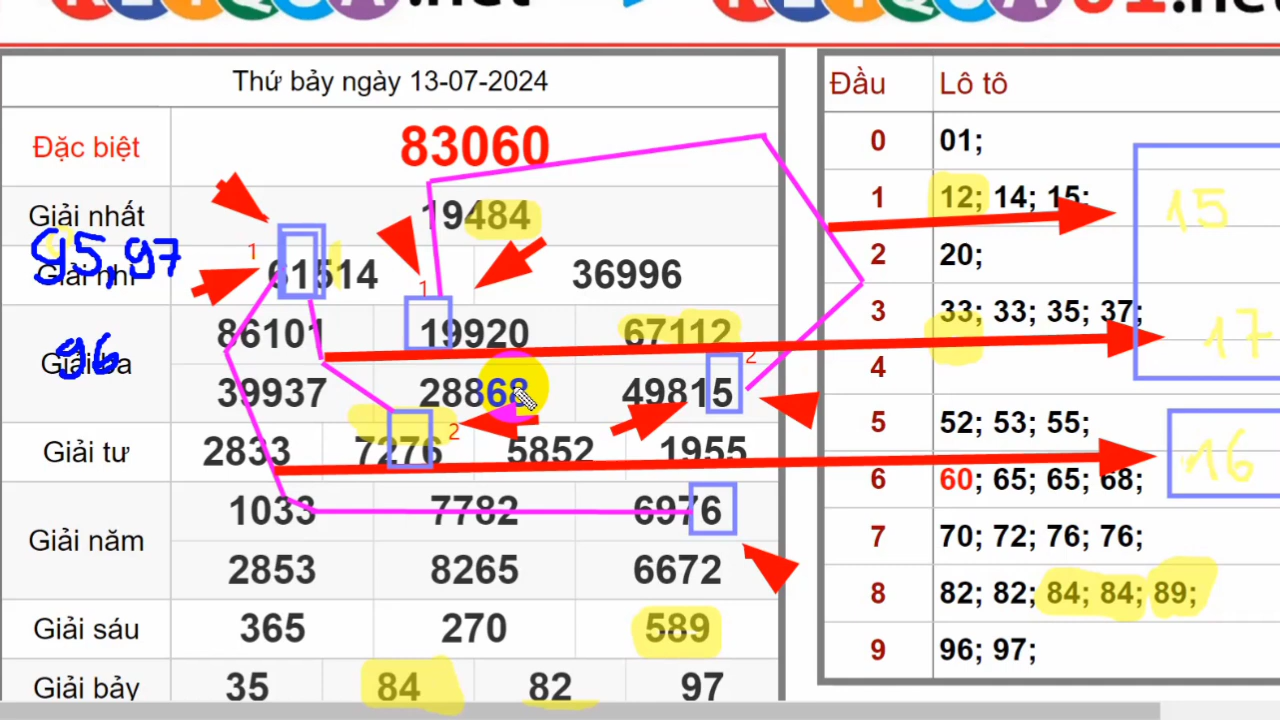 Thứ bảy ngày 13-07-2024
Đặc biệt 83060
Giải nhất 19484
Giải nhì 61514 36996
Giải ba 86101 19920 67112
39937 28868 49815
Giải tư 2833 7276 5852 1955
Giải năm 1033 7782 6976
2853 8265 6672
Giải sáu 365 270 589
Giải bảy 35 84 82 97
95,97
96
1
1
2
2
Đầu Lô tô
0 01;
1 12; 14; 15;
2 20;
3 33; 33; 35; 37;
4
5 52; 53; 55;
6 60; 65; 65; 68;
7 70; 72; 76; 76;
8 82; 82; 84; 84; 89;
9 96; 97;
15
17
16